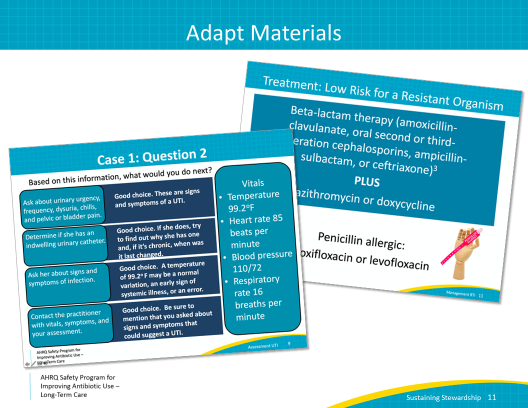 Adapt Materials
Treatment: Low Risk for a Resistant Organism
Beta-lactam therapy (amoxicillin-
clavulanate, oral second or third-
eration cephalosporins, ampicillin-
sulbactam, or ceftriaxone)3
PLUS
azithromycin or doxycycline
Penicillin allergic:
oxifloxacin or levofloxacin
Case 1: Question 2
Based on this information, what would you do next?
Ask about urinary urgency,
frequency, dysuria, chills,
and pelvic or bladder pain.
Good choice. These are signs
and symptoms of a UTI.
Determine if she has an
indwelling urinary catheter.
Good choice. If she does, try
to find out why she has one
and, if it's chronic, when was
it last changed.
Ask her about signs and
symptoms of infection.
Good choice. A temperature
of 99.2º F may be a normal
variation, an early sign of
systemic illness, or an error.
Contact the practitioner
with vitals, symptoms, and
your assessment.
Good choice. Be sure to
mention that you asked about
signs and symptoms that
could suggest a UTI.
Vitals
• Temperature
99.2ºF
• Heart rate 85
beats per
minute
• Blood pressure
110/72
• Respiratory
rate 16
breaths per
minute
AHRQ Safety Program for
Improving Antibiotic Use –
Long-Term Care
Assessment UTI 9
AHRQ Safety Program for
Improving Antibiotic Use –
Long-Term Care
Sustaining Stewardship 11